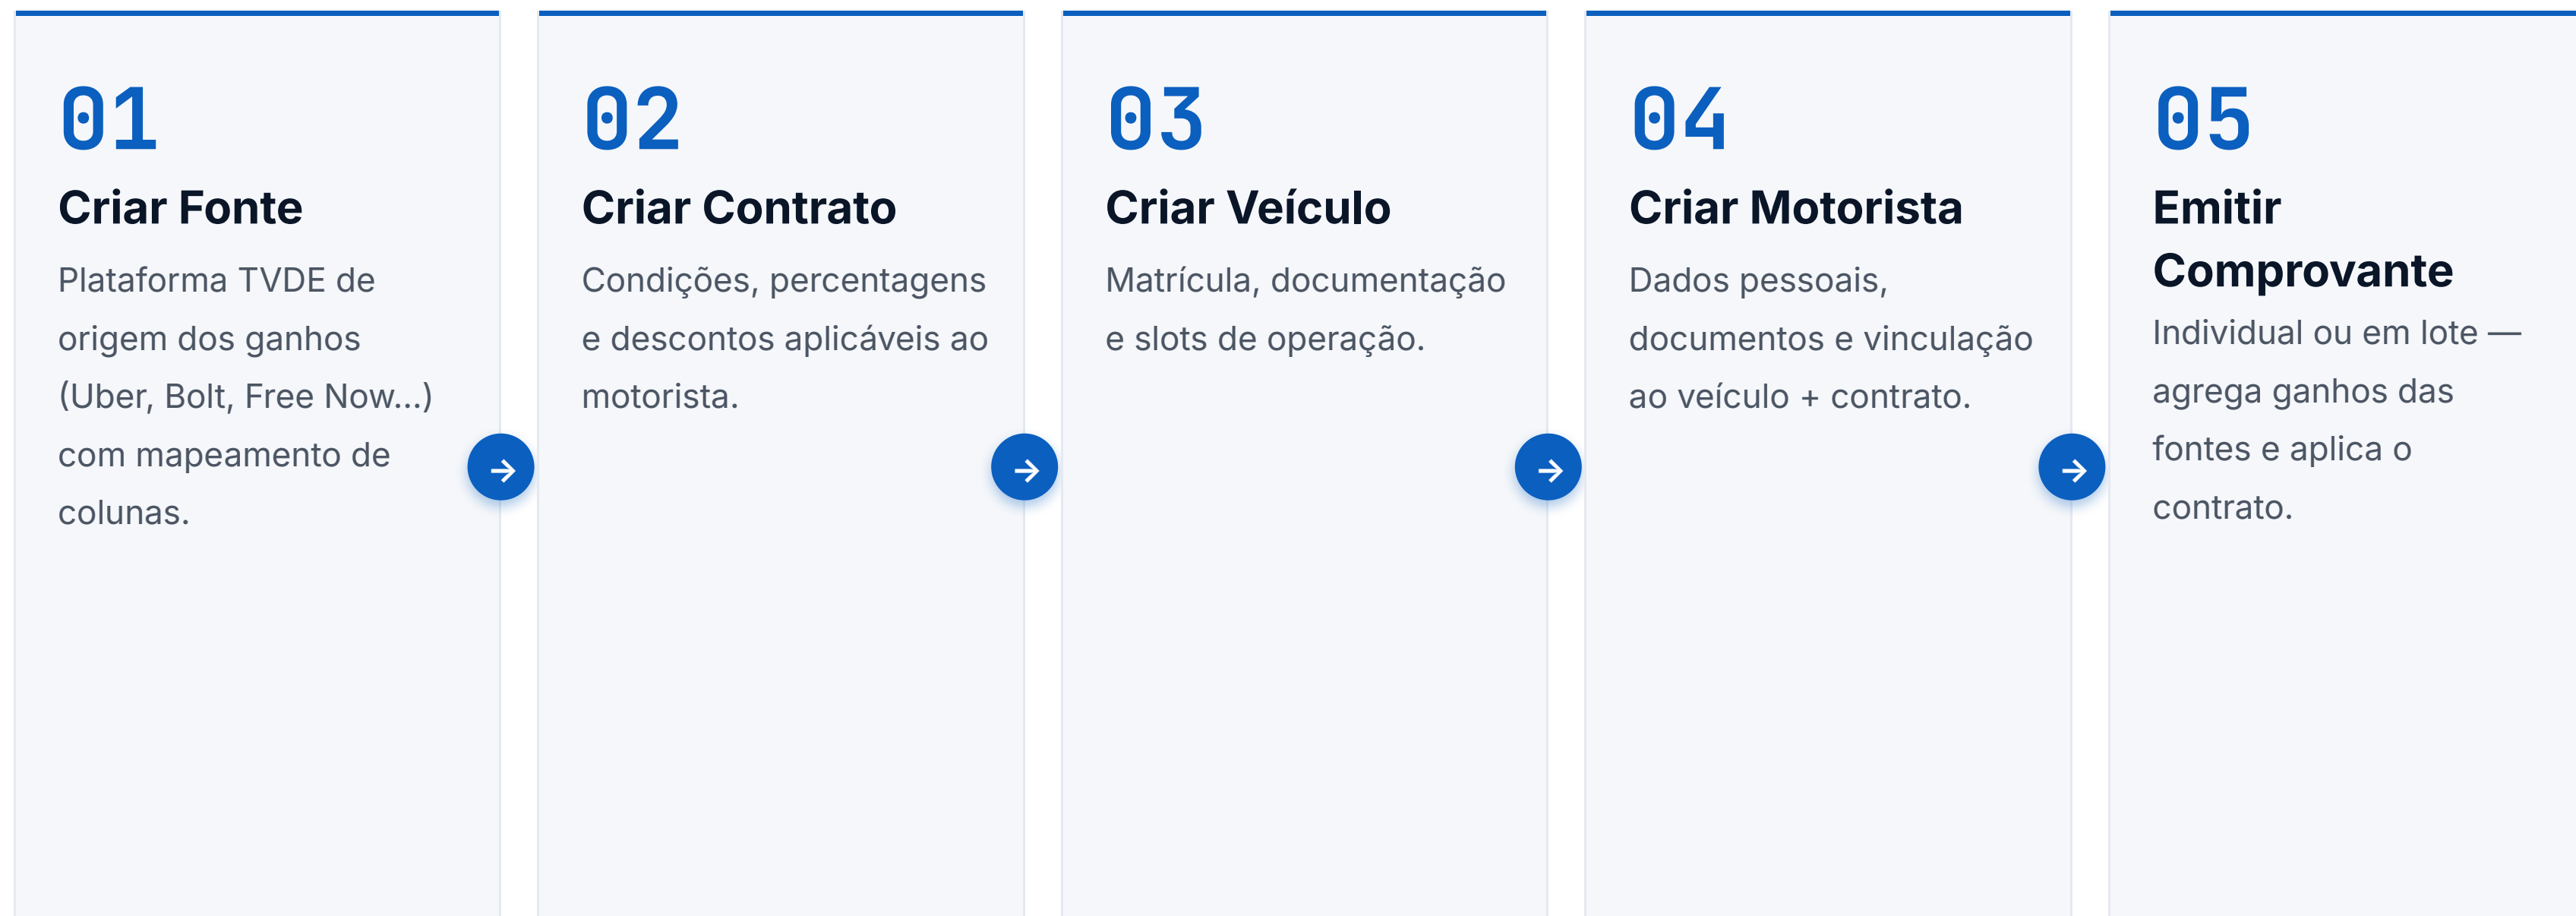 01
Criar Fonte
Plataforma TVDE de
origem dos ganhos
(Uber, Bolt, Free Now...)
com mapeamento de
colunas.
→
02
Criar Contrato
Condições, percentagens
e descontos aplicáveis ao
motorista.
→
03
Criar Veículo
Matrícula, documentação
e slots de operação.
→
04
Criar Motorista
Dados pessoais,
documentos e vinculação
ao veículo + contrato.
→
05
Emitir
Comprovante
Individual ou em lote —
agrega ganhos das
fontes e aplica o
contrato.